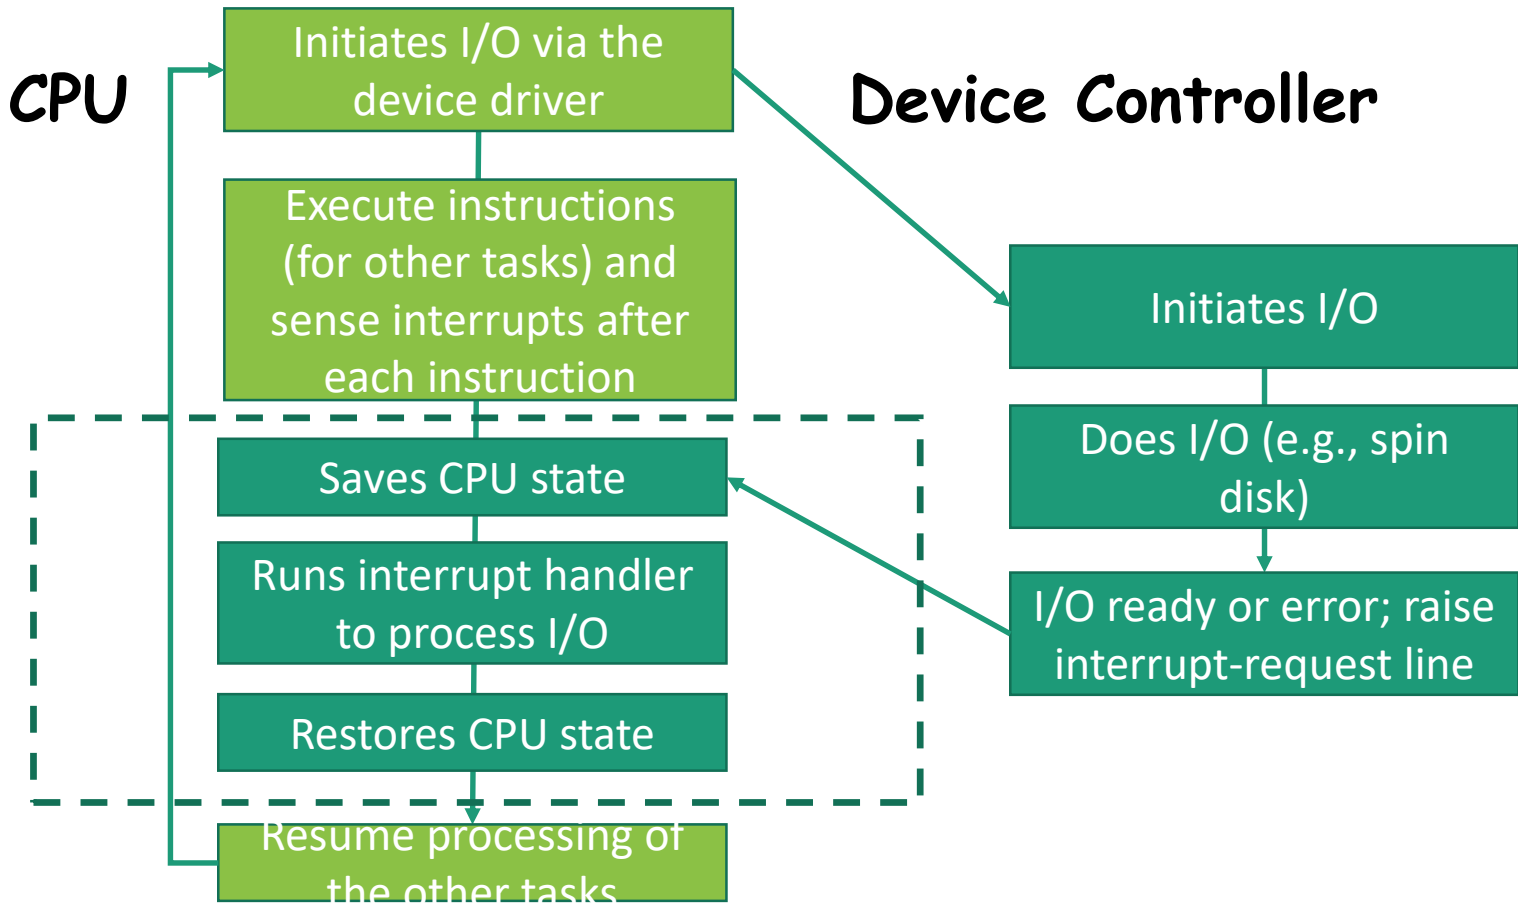 CPU
Initiates I/O via the
device driver
Device Controller
Execute instructions
(for other tasks) and
sense interrupts after
each instruction
Initiates I/O
Does I/O (e.g., spin
disk)
I/O ready or error; raise
interrupt-request line
Saves CPU state
Runs interrupt handler
to process I/O
Restores CPU state
Resume processing of
the other tasks